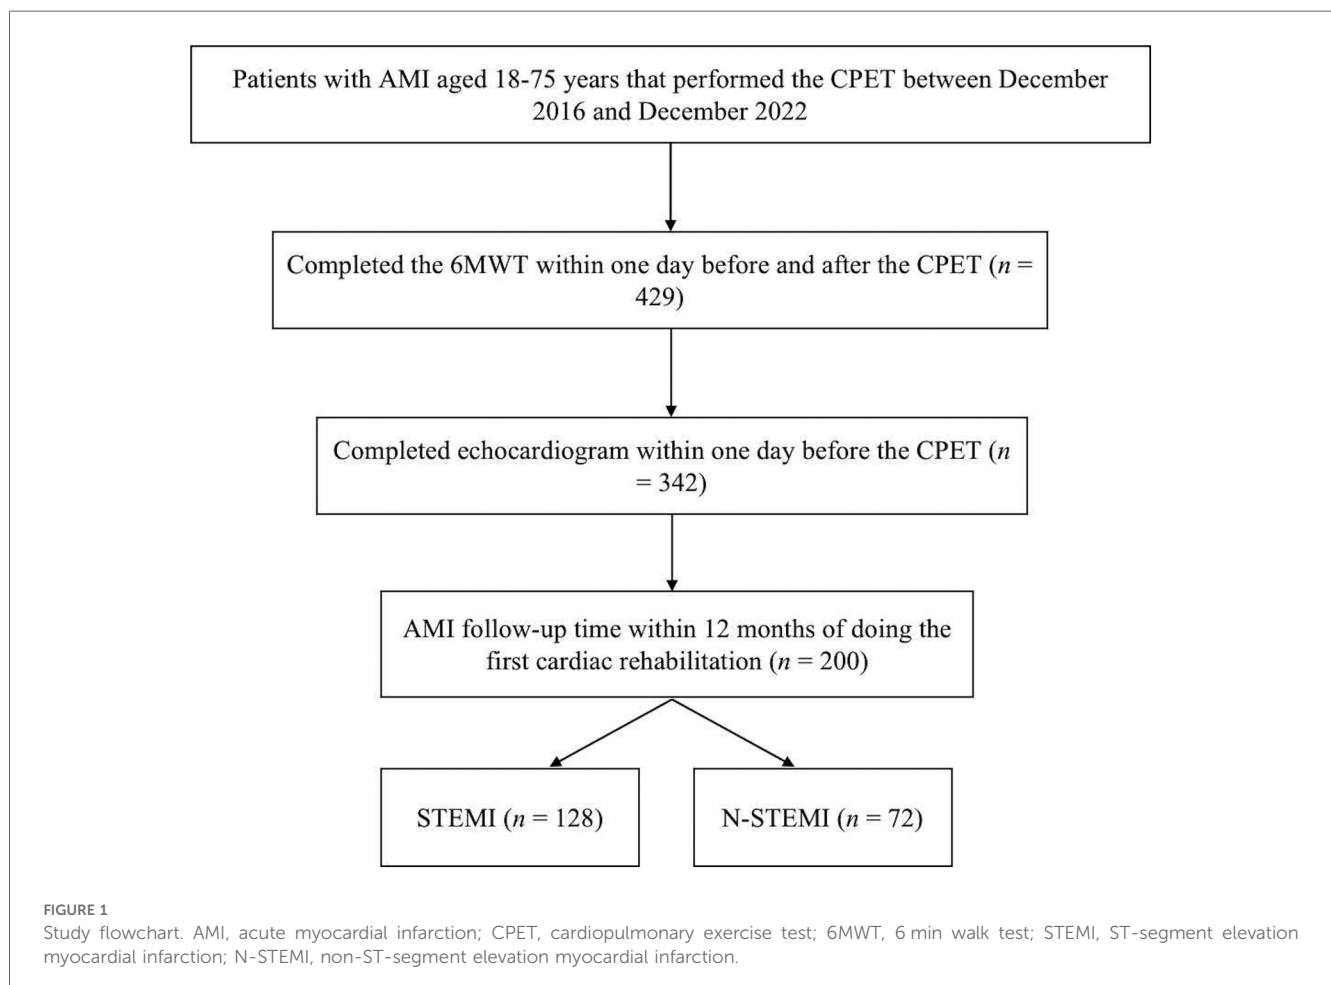 Patients with AMI aged 18-75 years that performed the CPET between December
2016 and December 2022
Completed the 6MWT within one day before and after the CPET (n =
429)
Completed echocardiogram within one day before the CPET (n
= 342)
AMI follow-up time within 12 months of doing the
first cardiac rehabilitation (n = 200)
STEMI (n = 128)
N-STEMI (n = 72)
FIGURE 1
Study flowchart. AMI, acute myocardial infarction; CPET, cardiopulmonary exercise test; 6MWT, 6 min walk test; STEMI, ST-segment elevation
myocardial infarction; N-STEMI, non-ST-segment elevation myocardial infarction.